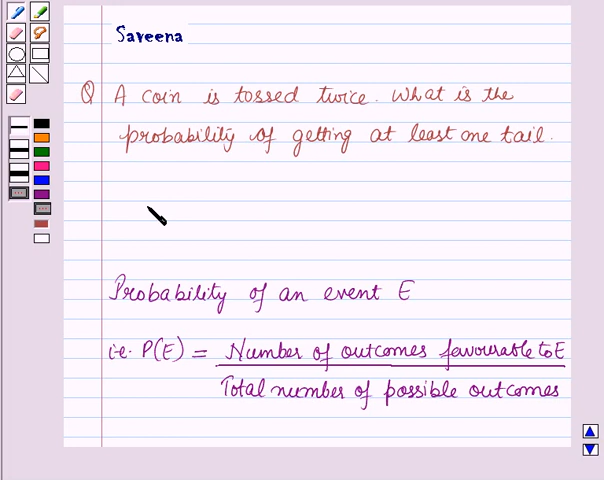 Saveena
Q A coin is tossed twice. What is the
probability of getting at least one tail.
Probability of an event E
i.e. P(E) = Number of outcomes favourable to E
Total number of possible outcomes